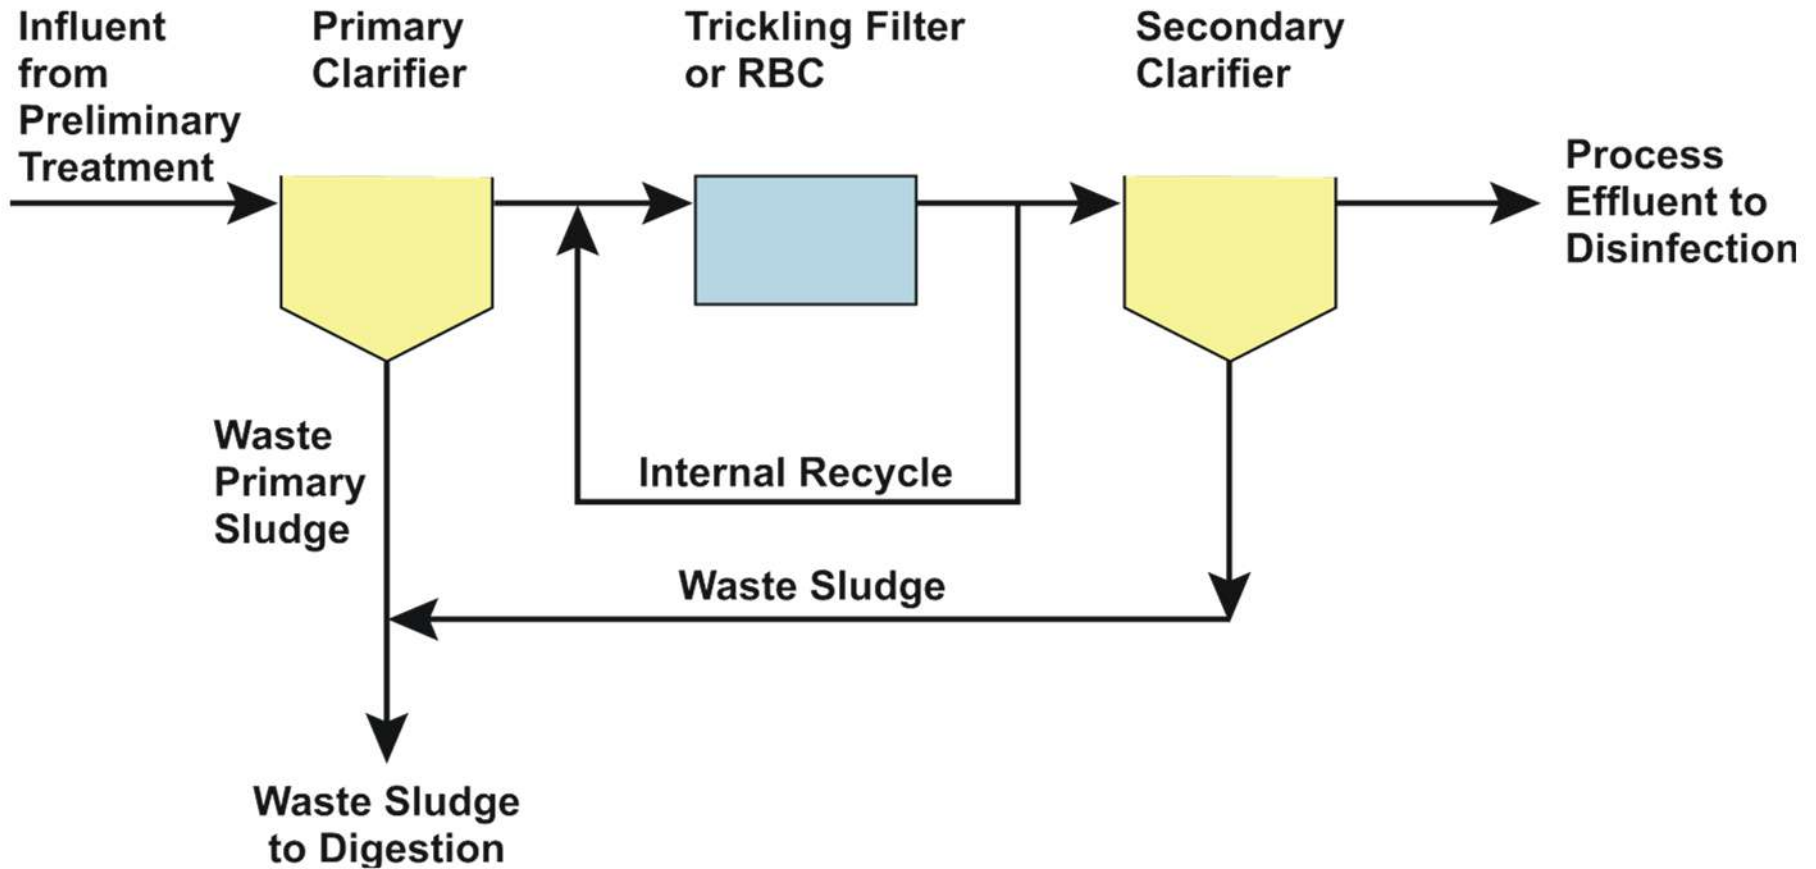 Influent
from
Preliminary
Treatment
Primary
Clarifier
Trickling Filter
or RBC
Secondary
Clarifier
Process
Effluent to
Disinfection
Waste
Primary
Sludge
Internal Recycle
Waste Sludge
Waste Sludge
to Digestion